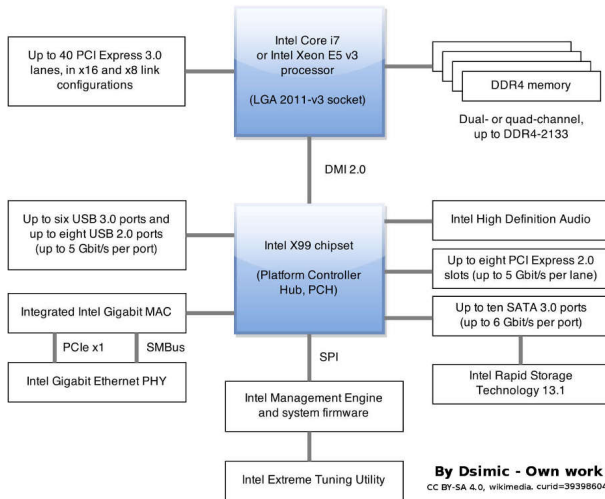 Up to 40 PCI Express 3.0
lanes, in x16 and x8 link
configurations
Intel Core i7
or Intel Xeon E5 v3
processor
(LGA 2011-v3 socket)
DDR4 memory
Dual- or quad-channel,
up to DDR4-2133
DMI 2.0
Up to six USB 3.0 ports and
up to eight USB 2.0 ports
(up to 5 Gbit/s per port)
Intel X99 chipset
(Platform Controller
Hub, PCH)
Intel High Definition Audio
Up to eight PCI Express 2.0
slots (up to 5 Gbit/s per lane)
Integrated Intel Gigabit MAC
Up to ten SATA 3.0 ports
(up to 6 Gbit/s per port)
PCIe x1
SMBus
SPI
Intel Gigabit Ethernet PHY
Intel Management Engine
and system firmware
Intel Rapid Storage
Technology 13.1
Intel Extreme Tuning Utility
By Dsimic - Own work
CC BY-SA 4.0, wikimedia. curid=39398604